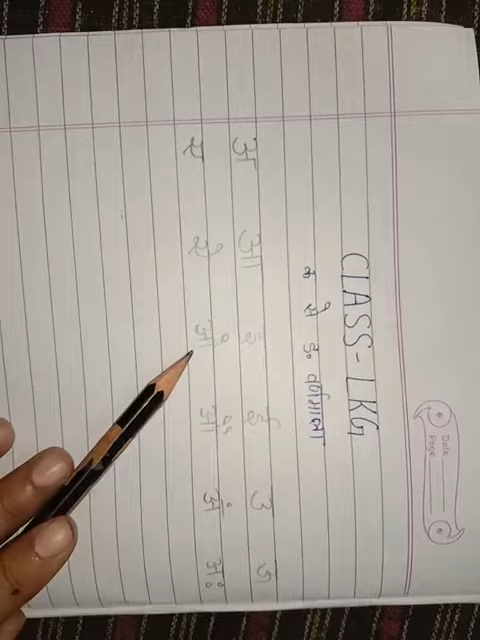 Date
Page
CLASS-LKG
क से ड॰ वर्णमाला
अ आ इ ई उ ऊ
ए ऐ ओ औ अं अः